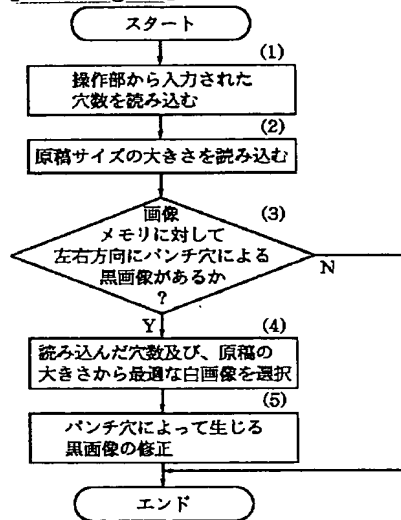 スタート
(1)
操作部から入力された
穴数を読み込む
(2)
原稿サイズの大きさを読み込む
(3)
画像
メモリに対して
左右方向にパンチ穴による
黒画像があるか
?
N
Y
(4)
読み込んだ穴数及び、原稿の
大きさから最適な白画像を選択
(5)
パンチ穴によって生じる
黒画像の修正
エンド